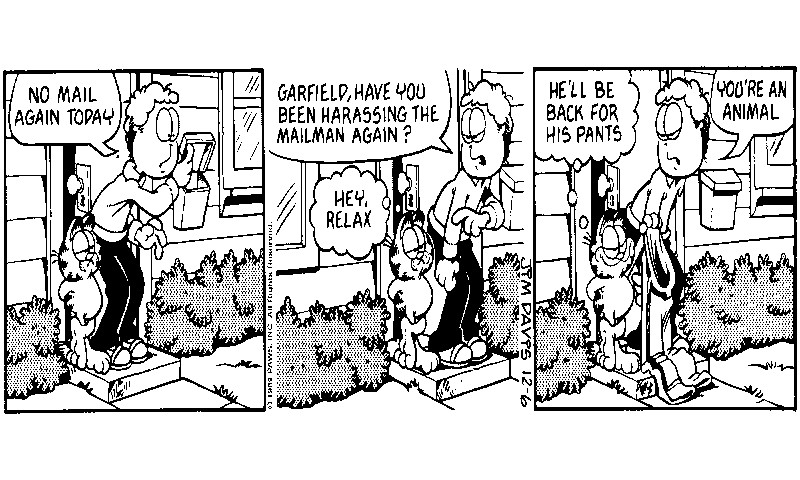 NO MAIL
AGAIN TODAY
GARFIELD, HAVE YOU
BEEN HARASSING THE
MAILMAN AGAIN?
HEY,
RELAX
JIM DAVIS 12-6
HE'LL BE
BACK FOR
HIS PANTS
YOU'RE AN
ANIMAL